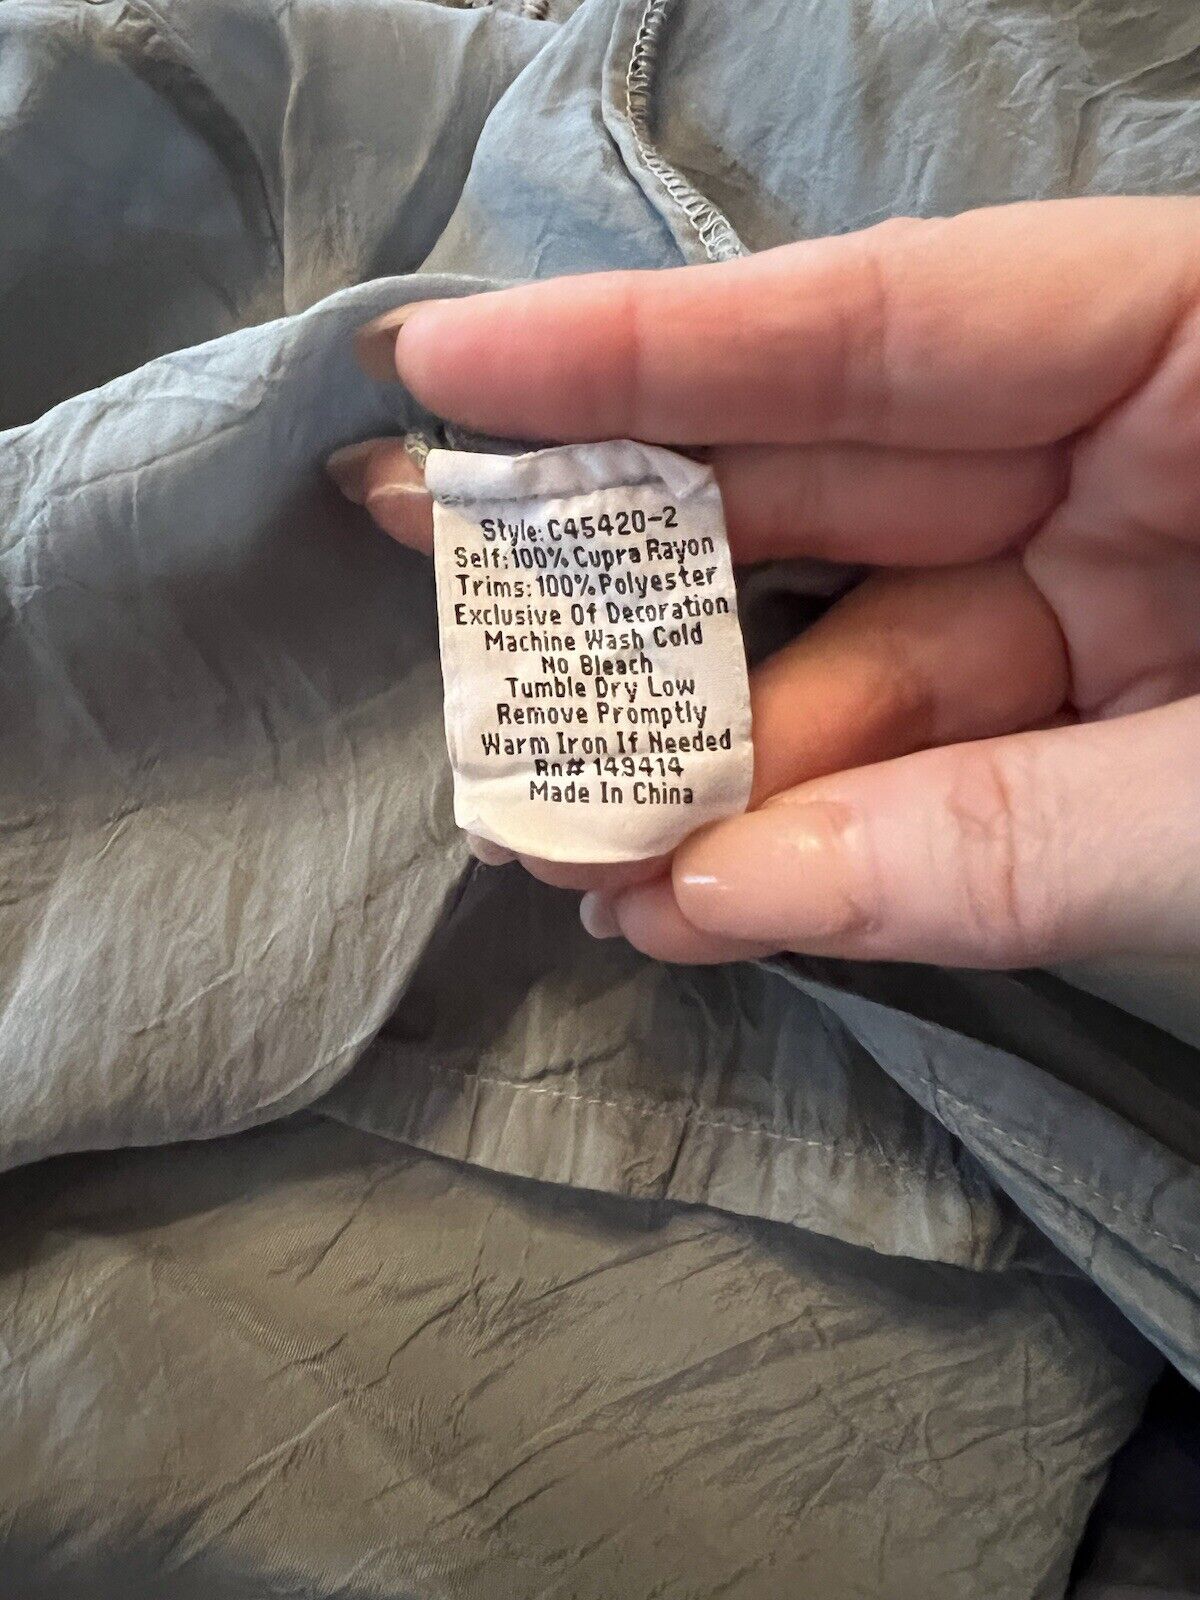 Style: C45420-2
Self: 100% Cupra Rayon
Trims: 100% Polyester
Exclusive Of Decoration
Machine Wash Cold
No Bleach
Tumble Dry Low
Remove Promptly
Warm Iron If Needed
Rn# 149414
Made In China